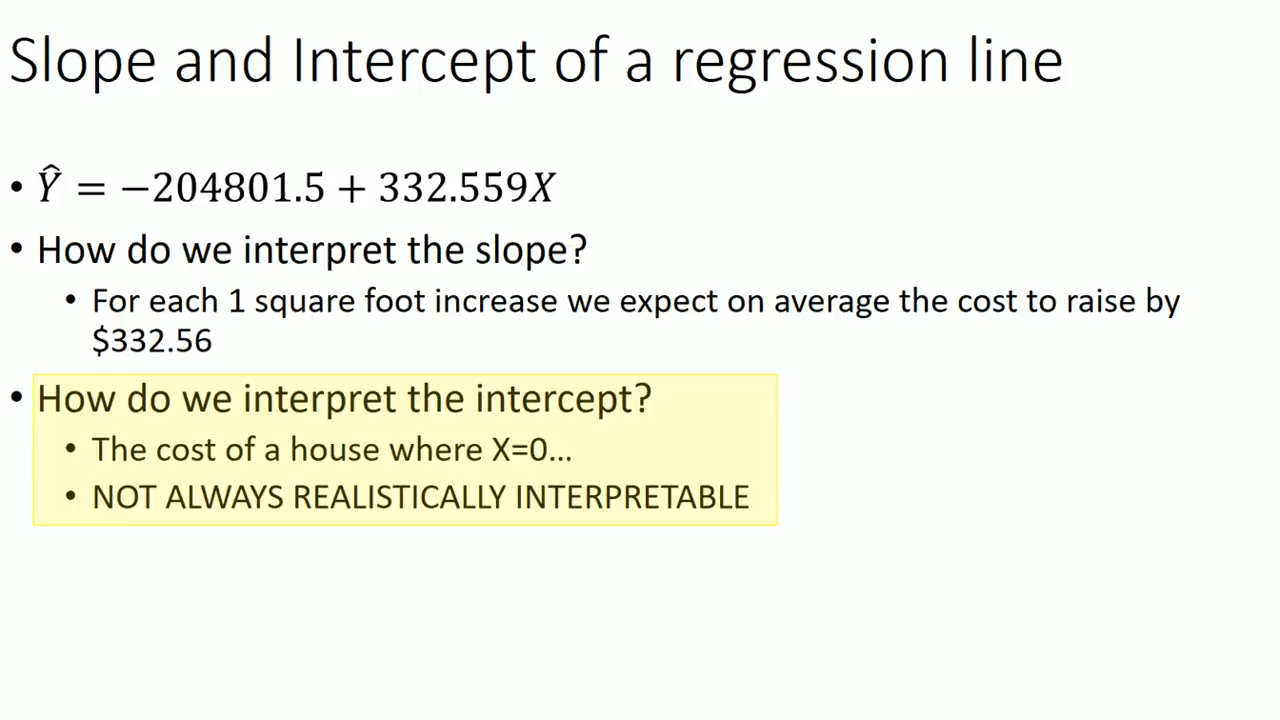 Slope and Intercept of a regression line
• Ŷ = −204801.5 + 332.559X
• How do we interpret the slope?
• For each 1 square foot increase we expect on average the cost to raise by
$332.56
• How do we interpret the intercept?
• The cost of a house where X=0...
• NOT ALWAYS REALISTICALLY INTERPRETABLE